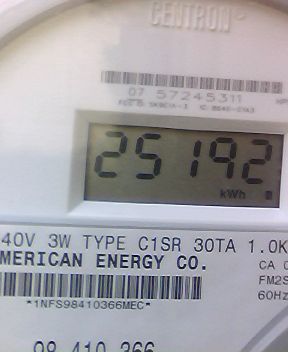 CENTRON®
07 57245311
25192
kWh
40V 3W TYPE C1SR 30TA 1.0K
MERICAN ENERGY CO.
CA 0
FM2S
60Hz
*1NFS98410366MEC*
98 410 366